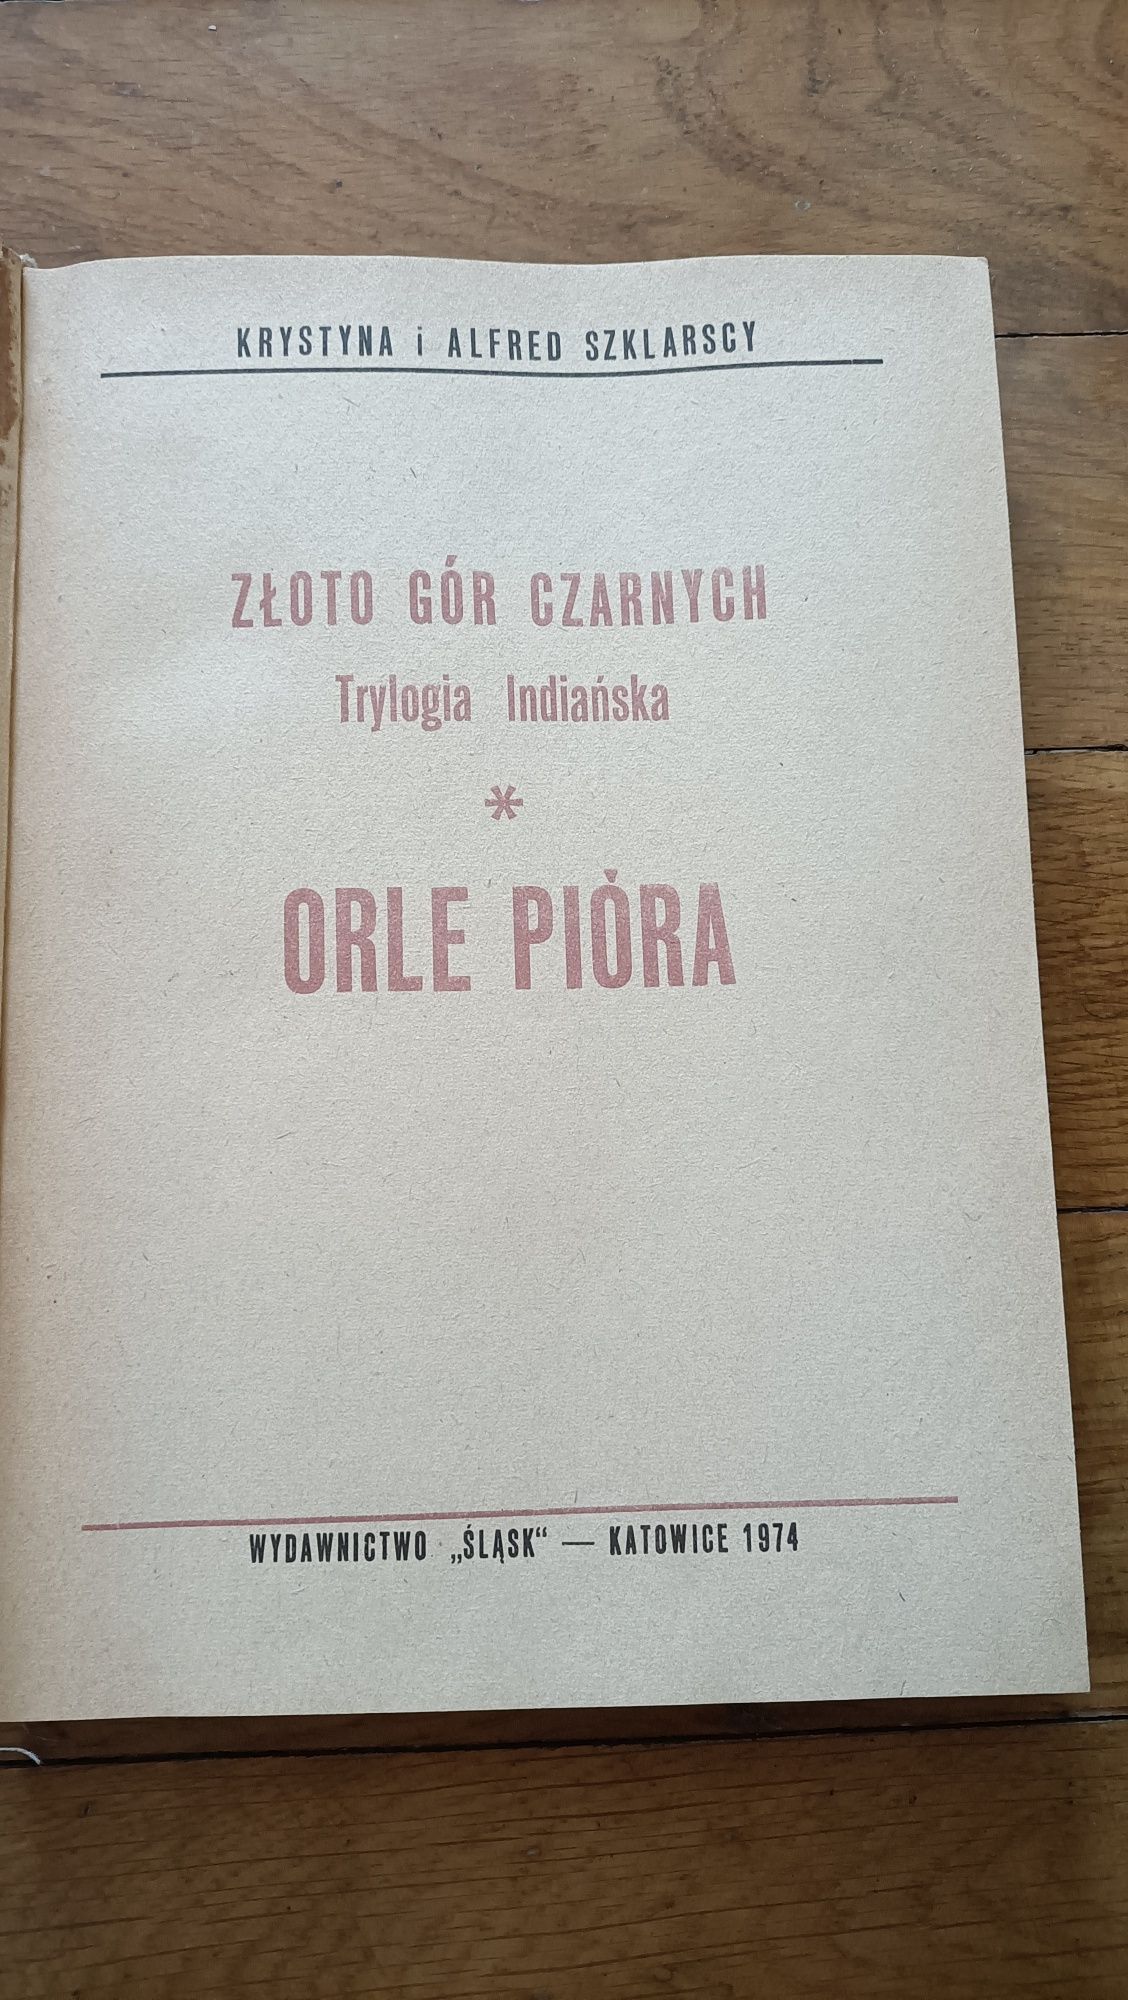 KRYSTYNA i ALFRED SZKLARSCY
ZŁOTO GÓR CZARNYCH
Trylogia Indiańska
*
ORLE PIÓRA
WYDAWNICTWO „ŚLĄSK“ — KATOWICE 1974